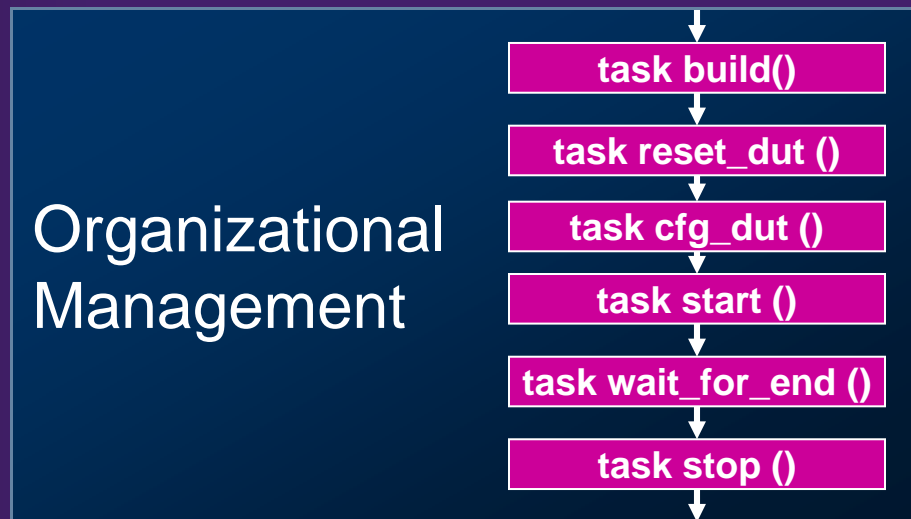 Organizational
Management
task build()
task reset_dut ()
task cfg_dut ()
task start ()
task wait_for_end ()
task stop ()